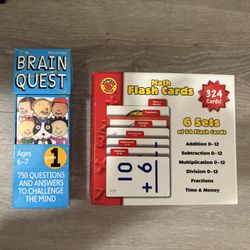 BRAIN
QUEST
Ages
6-7
1
750 QUESTIONS
AND ANSWERS
TO CHALLENGE
THE MIND
Math
Flash Cards
324
Cards!
6 Sets
of 54 Flash Cards
Addition 0-12
Subtraction 0-12
Multiplication 0-12
Division 0-12
Fractions
Time & Money
10
+ 9